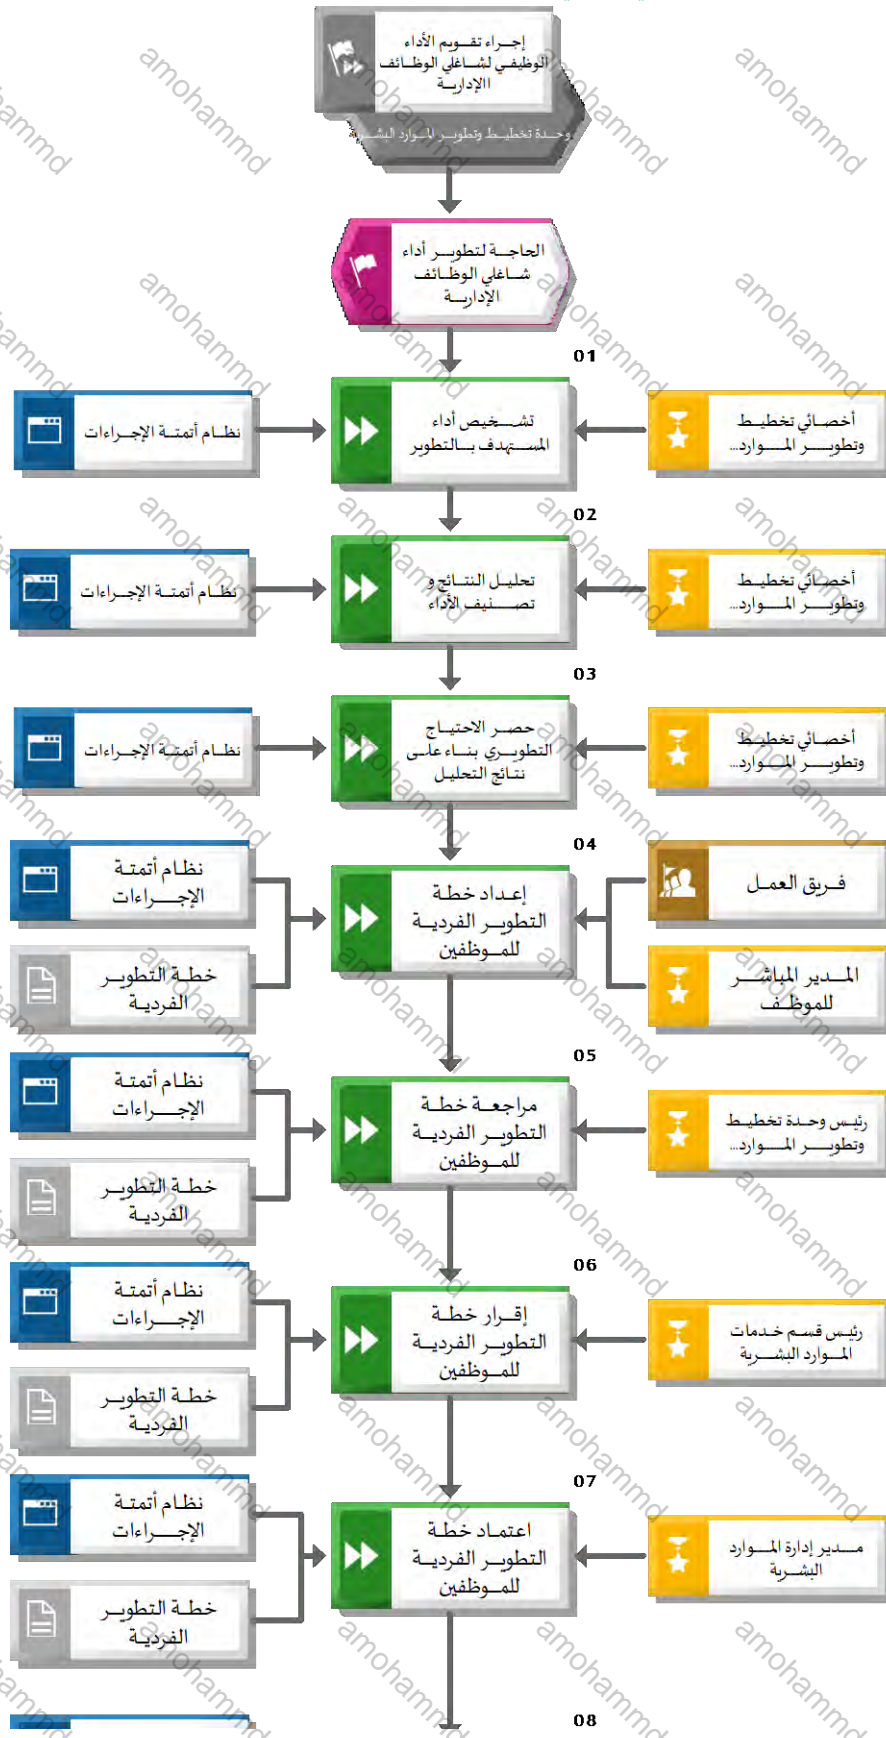 إجراء تقويم الأداء
الوظيفي لشاغلي الوظائف
االإدارية
وحدة تخطيط وتطوير الموارد البشرية
الحاجة لتطوير أداء
شاغلي الوظائف
الإدارية
01
أخصائي تخطيط
وتطوير الموارد...
تشخيص أداء
المستهدف بالتطوير
نظام أتمتة الإجراءات
02
أخصائي تخطيط
وتطوير الموارد...
تحليل النتائج و
تصنيف الأداء
نظام أتمتة الإجراءات
03
أخصائي تخطيط
وتطوير الموارد...
حصر الاحتياج
التطويري بناء على
نتائج التحليل
نظام أتمتة الإجراءات
04
فريق العمل
المدير المباشر
للموظف
إعداد خطة
التطوير الفردية
للموظفين
نظام أتمتة
الإجراءات
خطة التطوير
الفردية
05
رئيس وحدة تخطيط
وتطوير الموارد...
مراجعة خطة
التطوير الفردية
للموظفين
نظام أتمتة
الإجراءات
خطة التطوير
الفردية
06
رئيس قسم خدمات
الموارد البشرية
إقرار خطة
التطوير الفردية
للموظفين
نظام أتمتة
الإجراءات
خطة التطوير
الفردية
07
مدير إدارة الموارد
البشرية
اعتماد خطة
التطوير الفردية
للموظفين
نظام أتمتة
الإجراءات
خطة التطوير
الفردية
08
amohammd